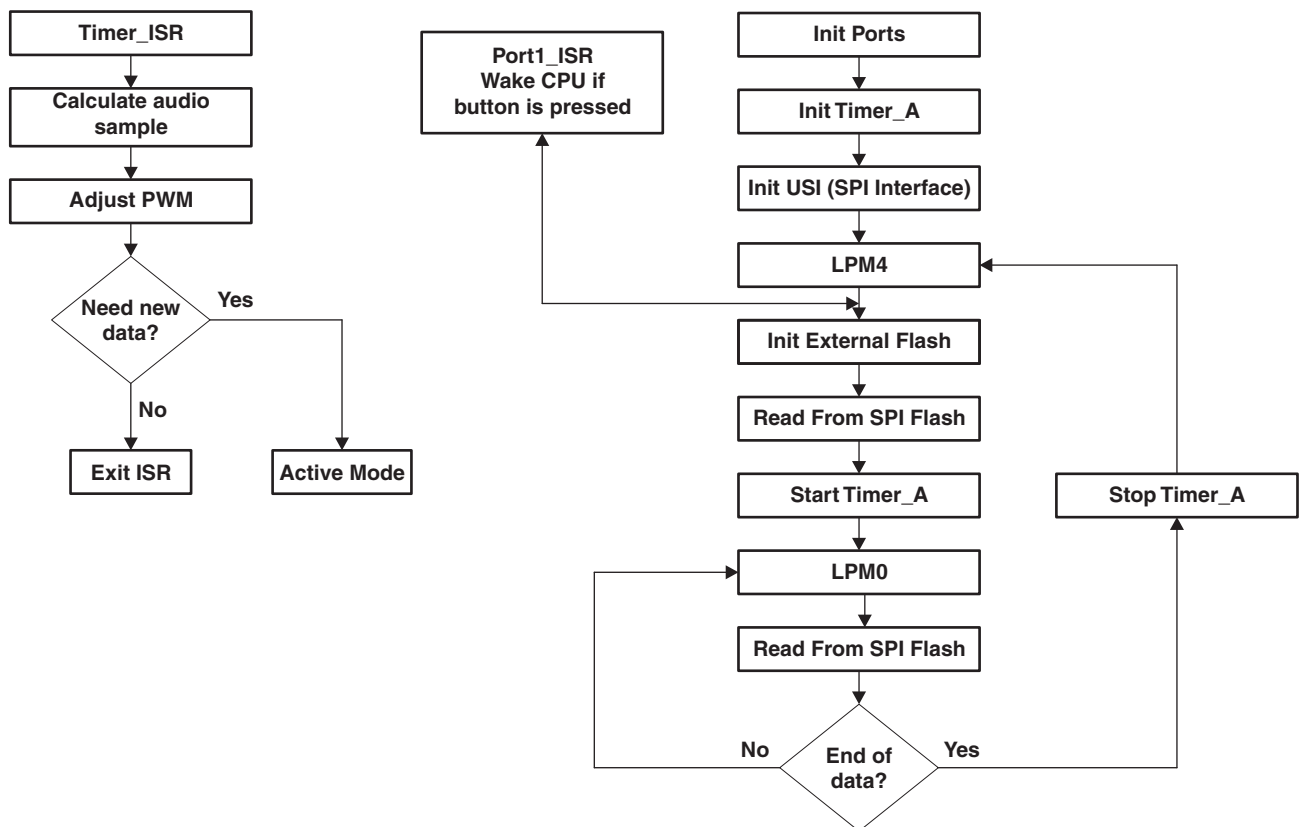 Timer_ISR
Calculate audio
sample
Adjust PWM
Need new
data?
Yes
No
Exit ISR
Active Mode
Port1_ISR
Wake CPU if
button is pressed
Init Ports
Init Timer_A
Init USI (SPI Interface)
LPM4
Init External Flash
Read From SPI Flash
Start Timer_A
Stop Timer_A
LPM0
Read From SPI Flash
No
End of
data?
Yes